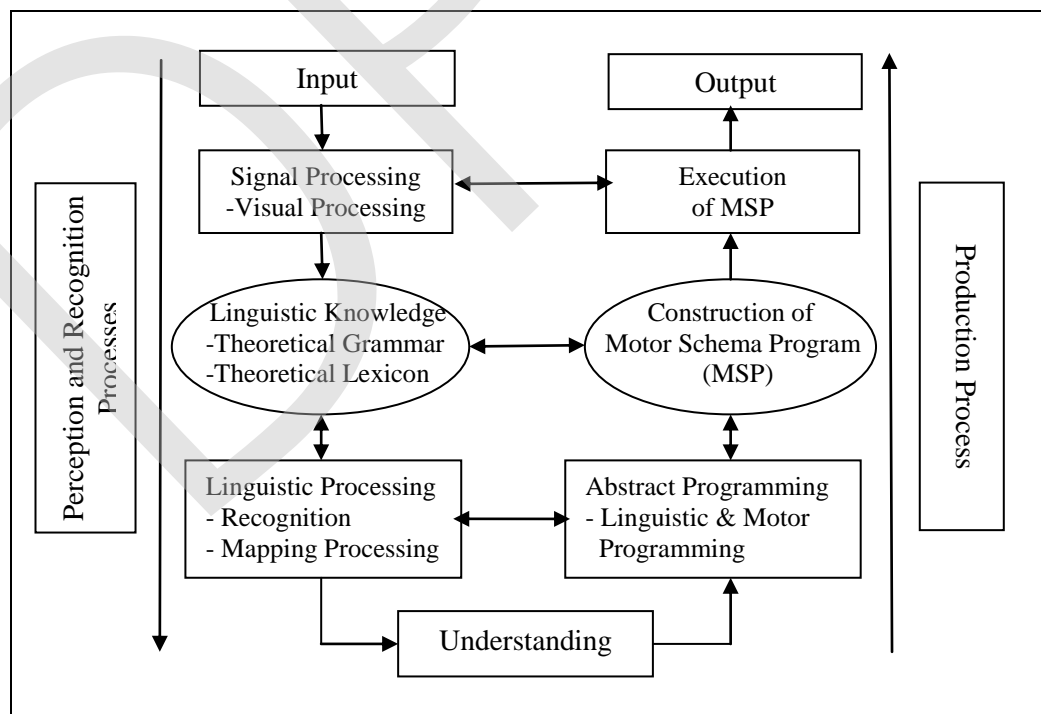 Input
Output
Signal Processing
-Visual Processing
Execution
of MSP
Perception and Recognition
Processes
Production Process
Linguistic Knowledge
-Theoretical Grammar
-Theoretical Lexicon
Construction of
Motor Schema Program
(MSP)
Linguistic Processing
- Recognition
- Mapping Processing
Abstract Programming
- Linguistic & Motor
Programming
Understanding